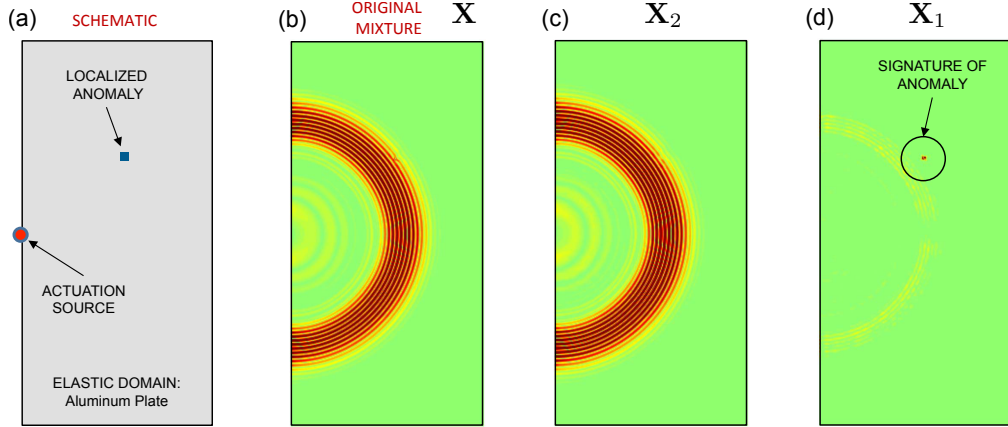 (a)
SCHEMATIC
LOCALIZED
ANOMALY
ACTUATION
SOURCE
ELASTIC DOMAIN:
Aluminum Plate
(b)
ORIGINAL
MIXTURE
X
(c)
X₂
(d)
X₁
SIGNATURE OF
ANOMALY